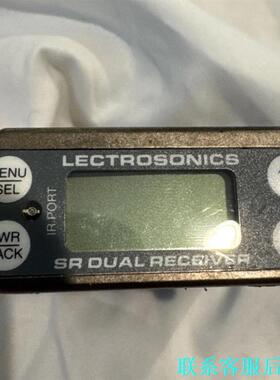 LECTROSONICS
MENU
SEL
IR PORT
PWR
BACK
SR DUAL RECEIVER
联系客服后